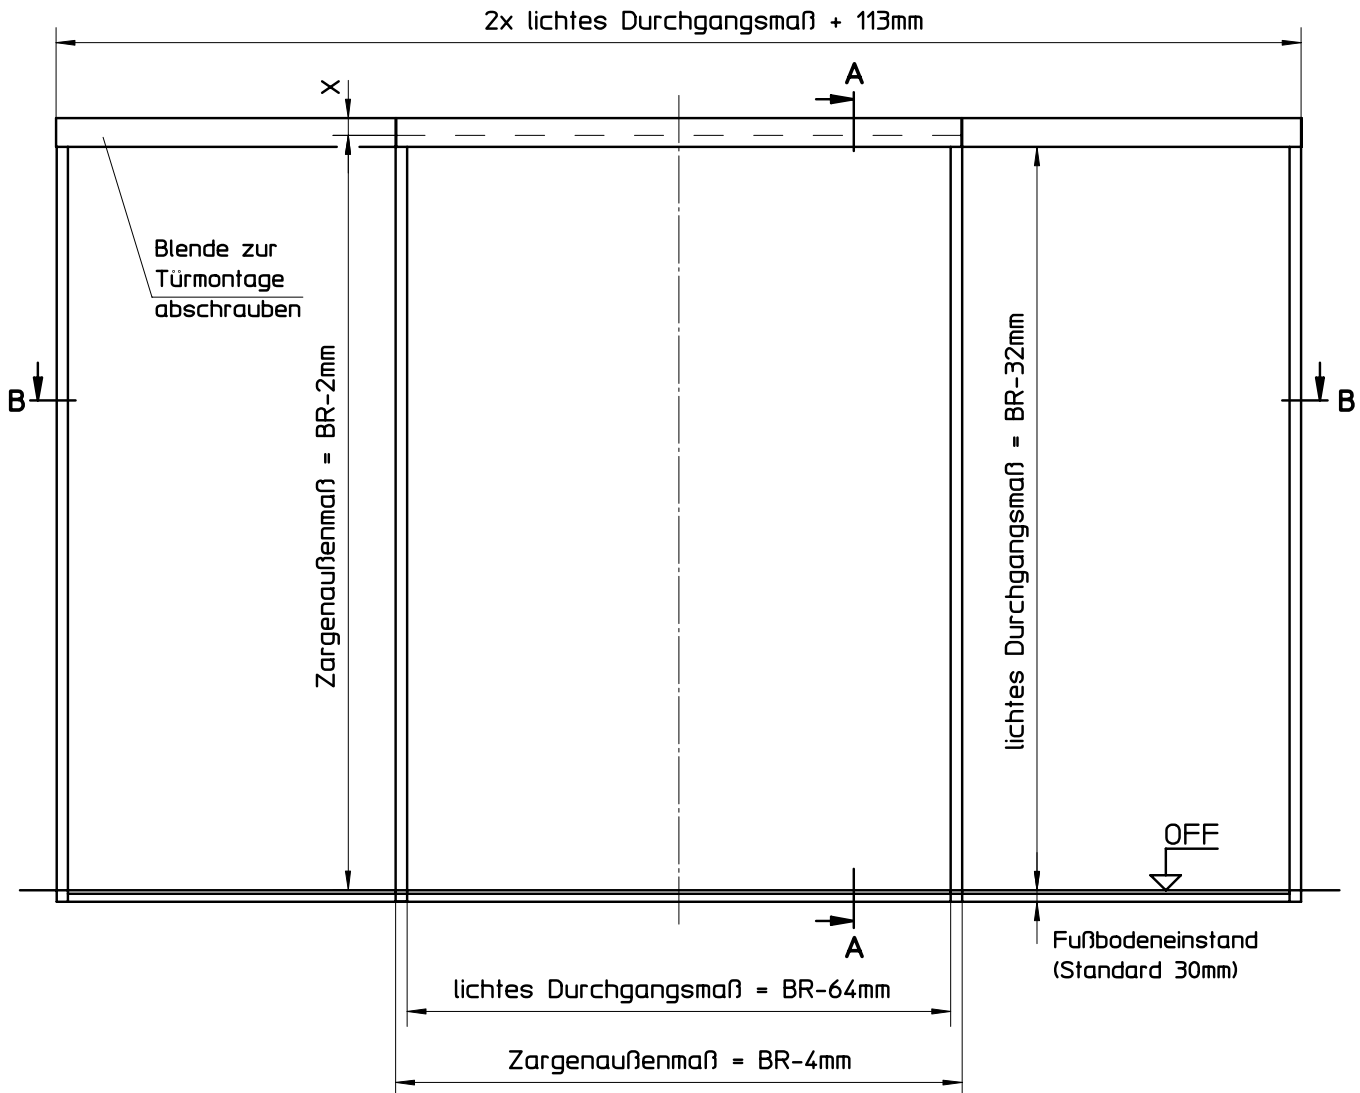 2x lichtes Durchgangsmaß + 113mm
X
A
Blende zur
Türmontage
abschrauben
Zargenaußenmaß = BR-2mm
lichtes Durchgangsmaß = BR-32mm
B
B
OFF
A
Fußbodeneinstand
(Standard 30mm)
lichtes Durchgangsmaß = BR-64mm
Zargenaußenmaß = BR-4mm